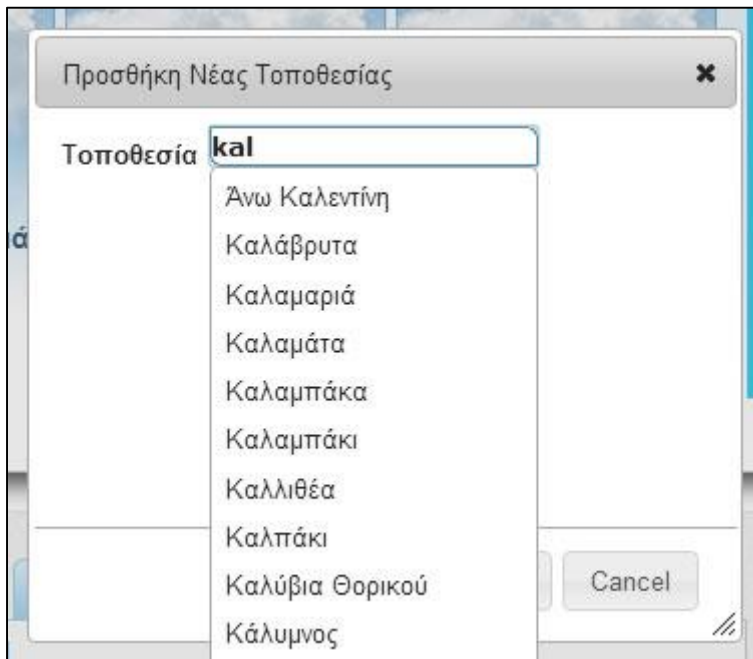 Προσθήκη Νέας Τοποθεσίας
Τοποθεσία kal
Άνω Καλεντίνη
Καλάβρυτα
Καλαμαριά
Καλαμάτα
Καλαμπάκα
Καλαμπάκι
Καλλιθέα
Καλπάκι
Καλύβια Θορικού
Κάλυμνος
Cancel